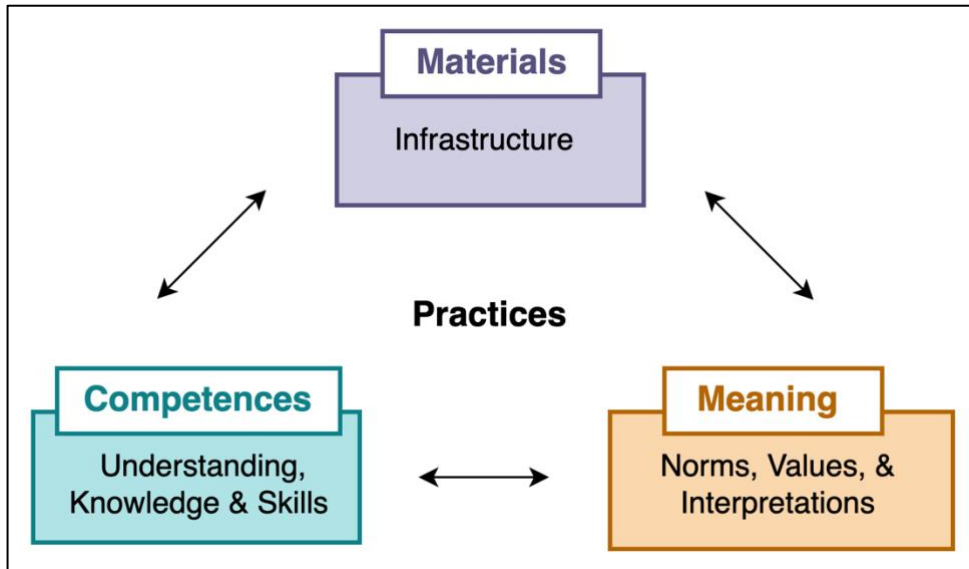 Materials
Infrastructure
Practices
Competences
Understanding,
Knowledge & Skills
Meaning
Norms, Values, &
Interpretations